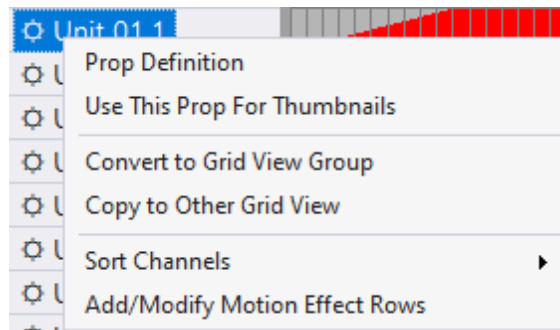 Unit 01.1
Prop Definition
Use This Prop For Thumbnails
Convert to Grid View Group
Copy to Other Grid View
Sort Channels
Add/Modify Motion Effect Rows